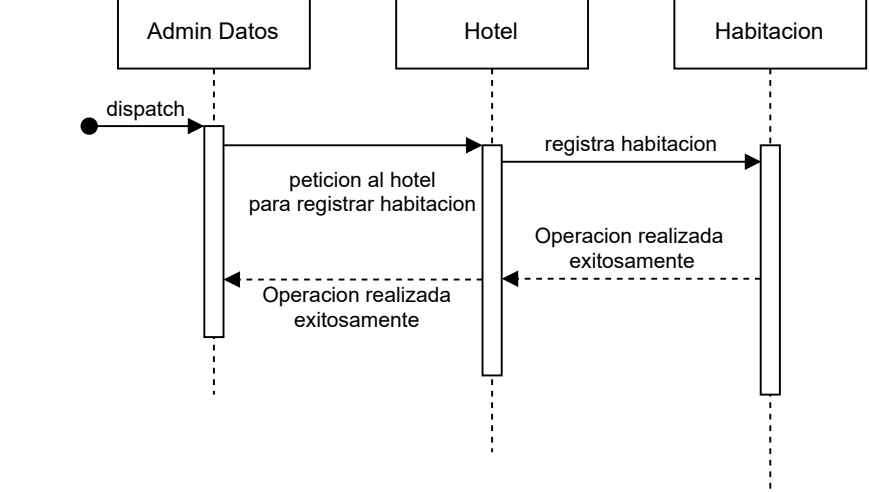 Admin Datos
Hotel
Habitacion
dispatch
registra habitacion
peticion al hotel
para registrar habitacion
Operacion realizada
exitosamente
Operacion realizada
exitosamente